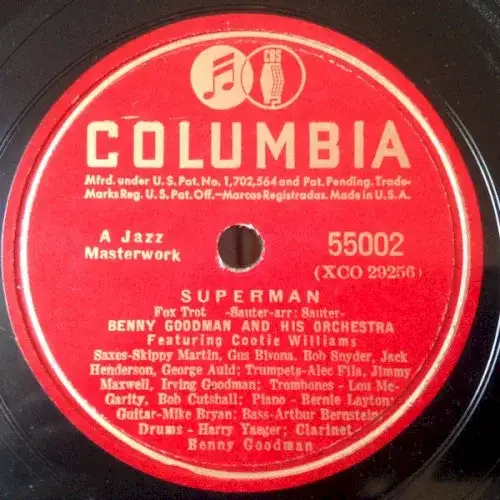 CBS
COLUMBIA
Mfrd. under U.S. Pat. No. 1,702,564 and Pat. Pending. Trade-
Marks Reg. U.S. Pat. Off.—Marcas Registradas. Made in U.S.A.
A Jazz
Masterwork
55002
(XCO 29256)
SUPERMAN
Fox Trot -Sauter-arr: Sauter-
BENNY GOODMAN AND HIS ORCHESTRA
Featuring Cootie Williams
Saxes-Skippy Martin, Gus Bivona, Bob Snyder, Jack
Henderson, George Auld; Trumpets-Alec Fila, Jimmy
Maxwell, Irving Goodman; Trombones - Lou Mc-
Garity, Bob Cutshall; Piano - Bernie Layton;
Guitar-Mike Bryan; Bass-Arthur Bernstein;
Drums - Harry Yaeger; Clarinet-
Benny Goodman